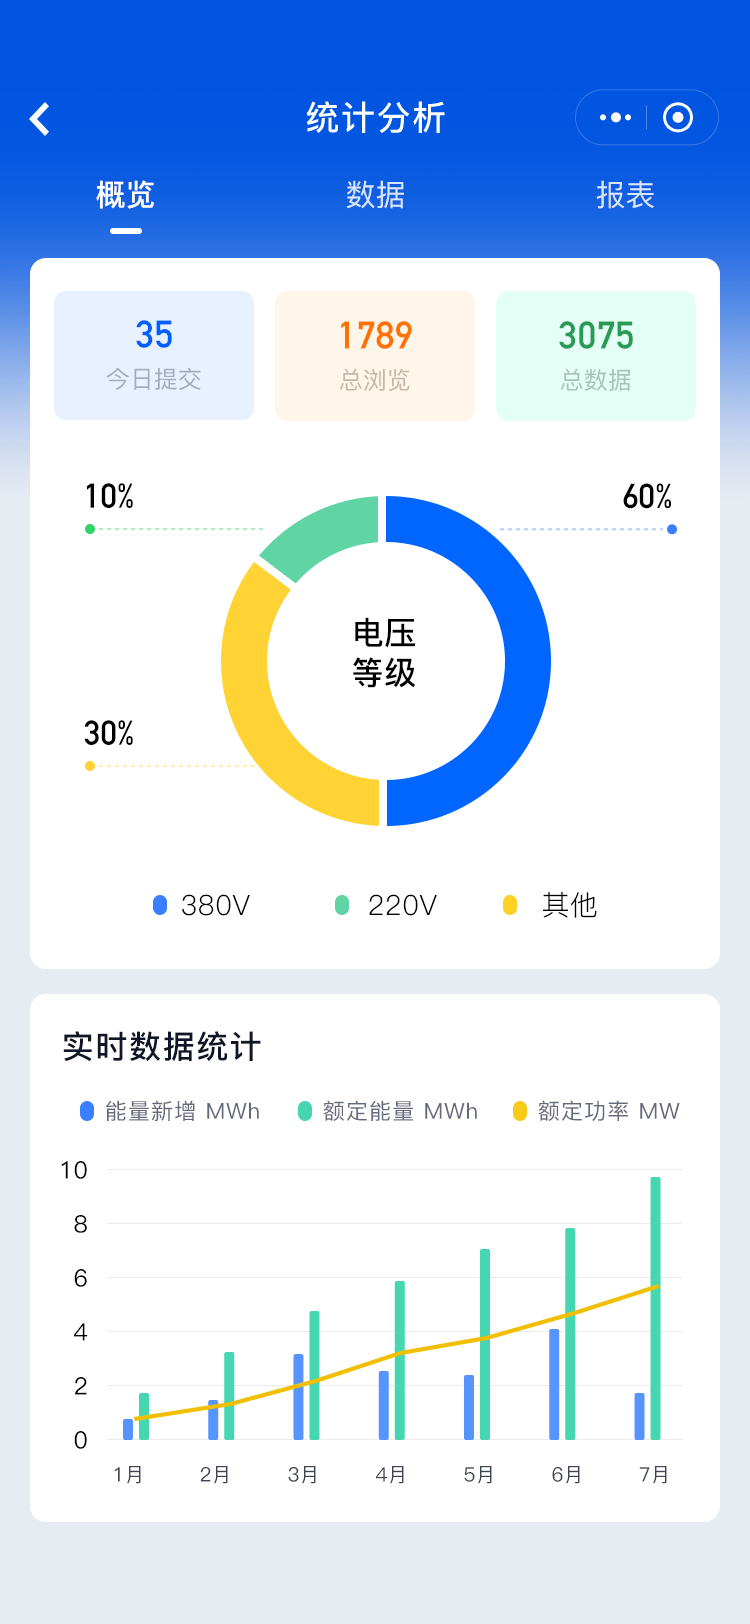 统计分析
概览 数据 报表
35 1789 3075
今日提交 总浏览 总数据
10% 60%
电压
等级
30%
380V 220V 其他
实时数据统计
能量新增 MWh 额定能量 MWh 额定功率 MW
10
8
6
4
2
0
1月 2月 3月 4月 5月 6月 7月